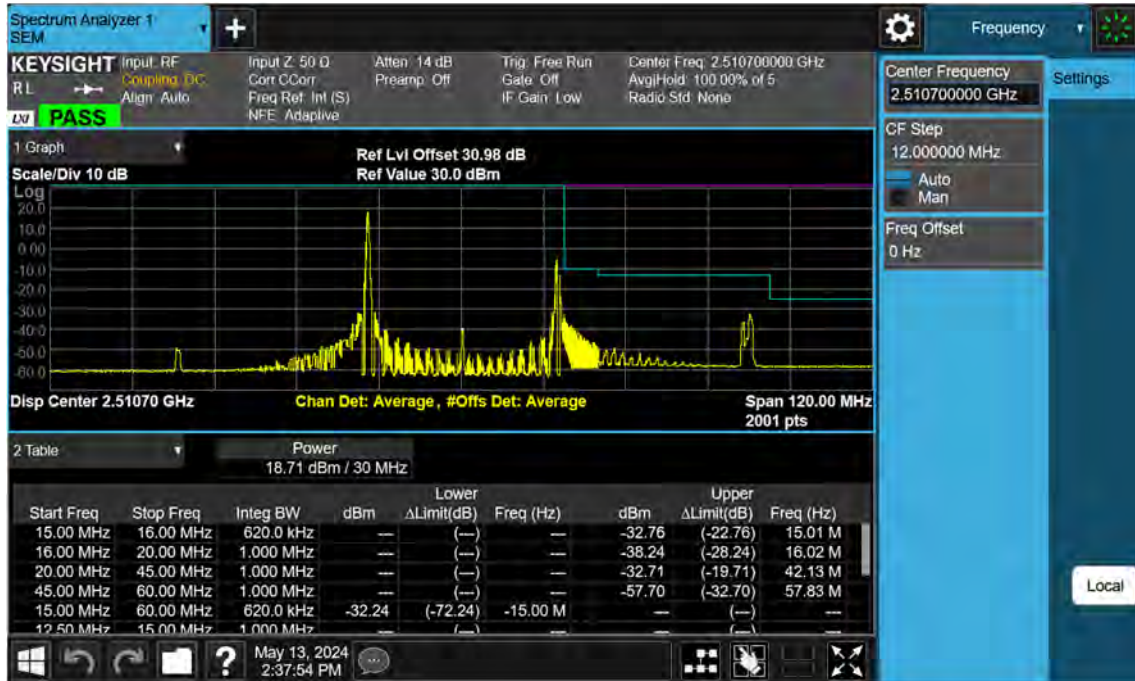 Spectrum Analyzer 1
SEM
+
Frequency
KEYSIGHT
Input: RF
Coupling: DC
Align: Auto
Input Z: 50 Ω
Corr CCorr
Freq Ref: Int (S)
NFE: Adaptive
Atten: 14 dB
Preamp: Off
Trig: Free Run
Gate: Off
IF Gain: Low
Center Freq: 2.510700000 GHz
Avg|Hold: 100.00% of 5
Radio Std: None
R L
LXI
PASS
Center Frequency
2.510700000 GHz
Settings
CF Step
12.000000 MHz
Auto
Man
Freq Offset
0 Hz
1 Graph
Scale/Div 10 dB
Ref Lvl Offset 30.98 dB
Ref Value 30.0 dBm
Log
20.0
10.0
0.00
-10.0
-20.0
-30.0
-40.0
-50.0
-60.0
Disp Center 2.51070 GHz
Chan Det: Average, #Offs Det: Average
Span 120.00 MHz
2001 pts
2 Table
Power
18.71 dBm / 30 MHz
Lower Upper
Start Freq Stop Freq Integ BW dBm ΔLimit(dB) Freq (Hz) dBm ΔLimit(dB) Freq (Hz)
15.00 MHz 16.00 MHz 620.0 kHz --- (---) --- -32.76 (-22.76) 15.01 M
16.00 MHz 20.00 MHz 1.000 MHz --- (---) --- -38.24 (-28.24) 16.02 M
20.00 MHz 45.00 MHz 1.000 MHz --- (---) --- -32.71 (-19.71) 42.13 M
45.00 MHz 60.00 MHz 1.000 MHz --- (---) --- -57.70 (-32.70) 57.83 M
15.00 MHz 60.00 MHz 620.0 kHz -32.24 (-72.24) -15.00 M --- (---) ---
12.50 MHz 15.00 MHz 1.000 MHz --- (---) --- --- (---) ---
Local
?
May 13, 2024
2:37:54 PM